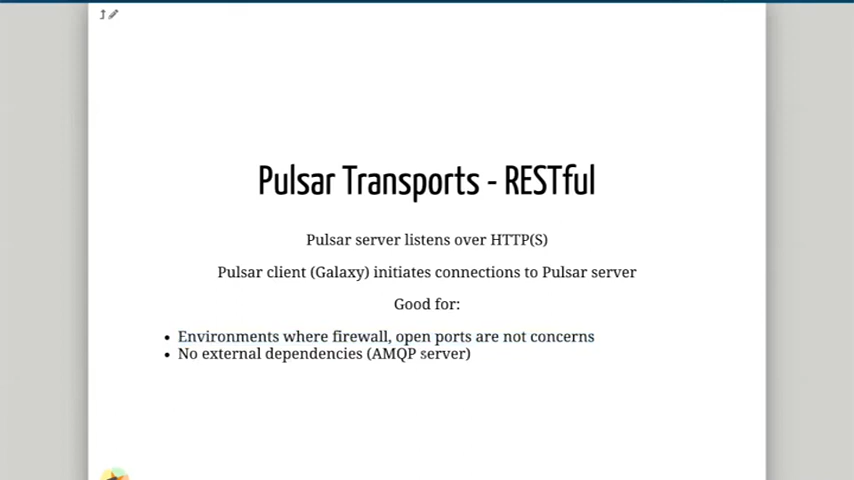 Pulsar Transports - RESTful
Pulsar server listens over HTTP(S)
Pulsar client (Galaxy) initiates connections to Pulsar server
Good for:
• Environments where firewall, open ports are not concerns
• No external dependencies (AMQP server)